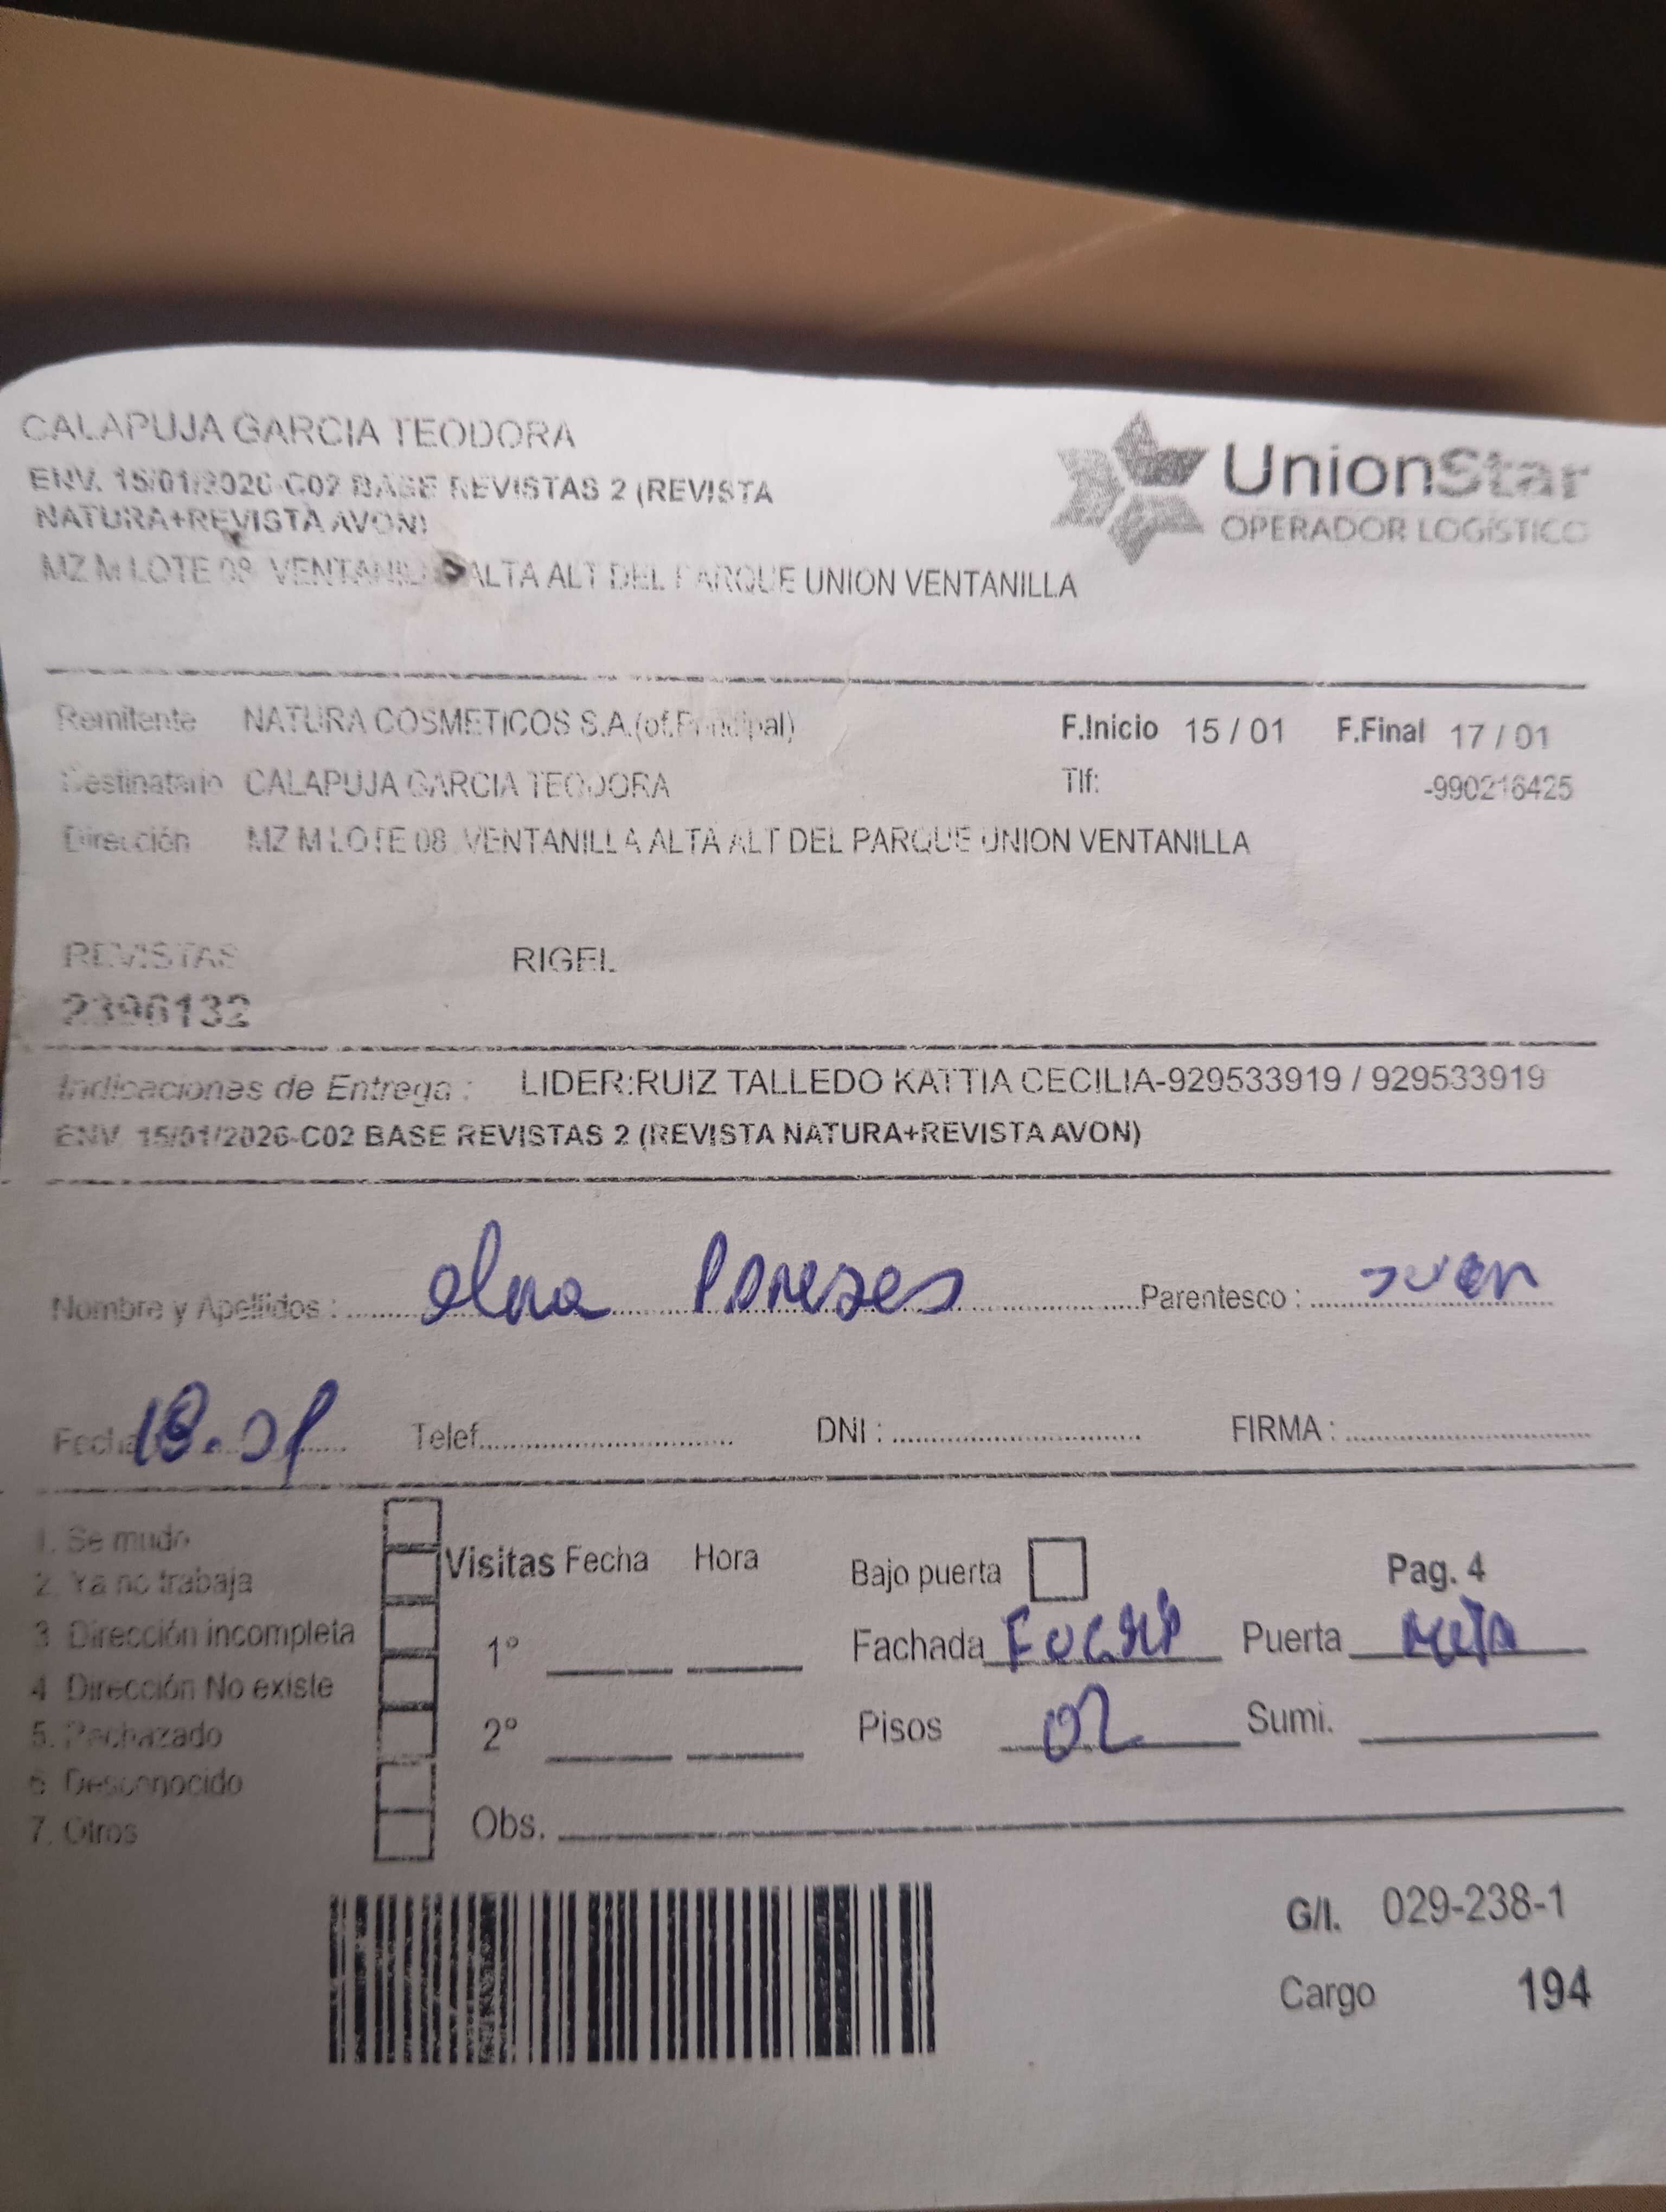 CALAPUJA GARCIA TEODORA
ENV. 15/01/2026-C02 BASE REVISTAS 2 (REVISTA
NATURA+REVISTA AVON)
MZ M LOTE 08 VENTANILLA ALTA ALT DEL PARQUE UNION VENTANILLA
UnionStar
OPERADOR LOGÍSTICO
Remitente NATURA COSMETICOS S.A.(of.Principal) F.Inicio 15 / 01 F.Final 17 / 01
Destinatario CALAPUJA GARCIA TEODORA Tlf: -990216425
Dirección MZ M LOTE 08 VENTANILLA ALTA ALT DEL PARQUE UNION VENTANILLA
REVISTAS RIGEL
2396132
Indicaciones de Entrega : LIDER:RUIZ TALLEDO KATTIA CECILIA-929533919 / 929533919
ENV. 15/01/2026-C02 BASE REVISTAS 2 (REVISTA NATURA+REVISTA AVON)
Nombre y Apellidos : Parentesco :
Fecha Telef. DNI : FIRMA :
1. Se mudo
2. Ya no trabaja
3. Dirección incompleta
4. Dirección No existe
5. Rechazado
6. Desconocido
7. Otros
Visitas Fecha Hora
1°
2°
Obs.
Bajo puerta Pag. 4
Fachada Puerta
Pisos 02 Sumi.
G/I. 029-238-1
Cargo 194